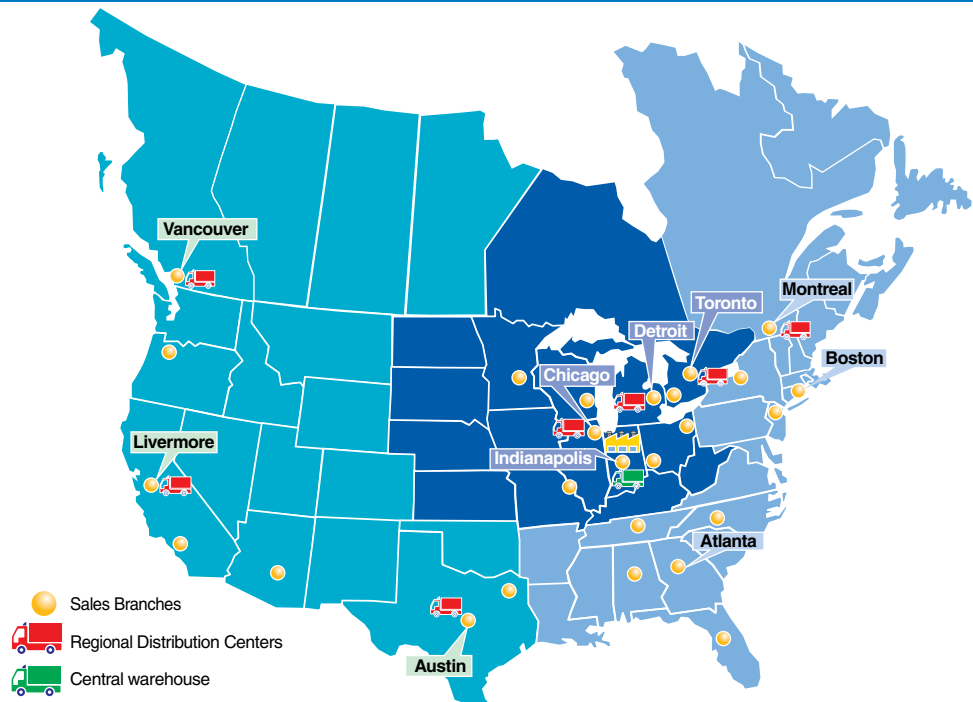 Vancouver
Montreal
Toronto
Detroit
Boston
Chicago
Livermore
Indianapolis
Atlanta
Austin
Sales Branches
Regional Distribution Centers
Central warehouse